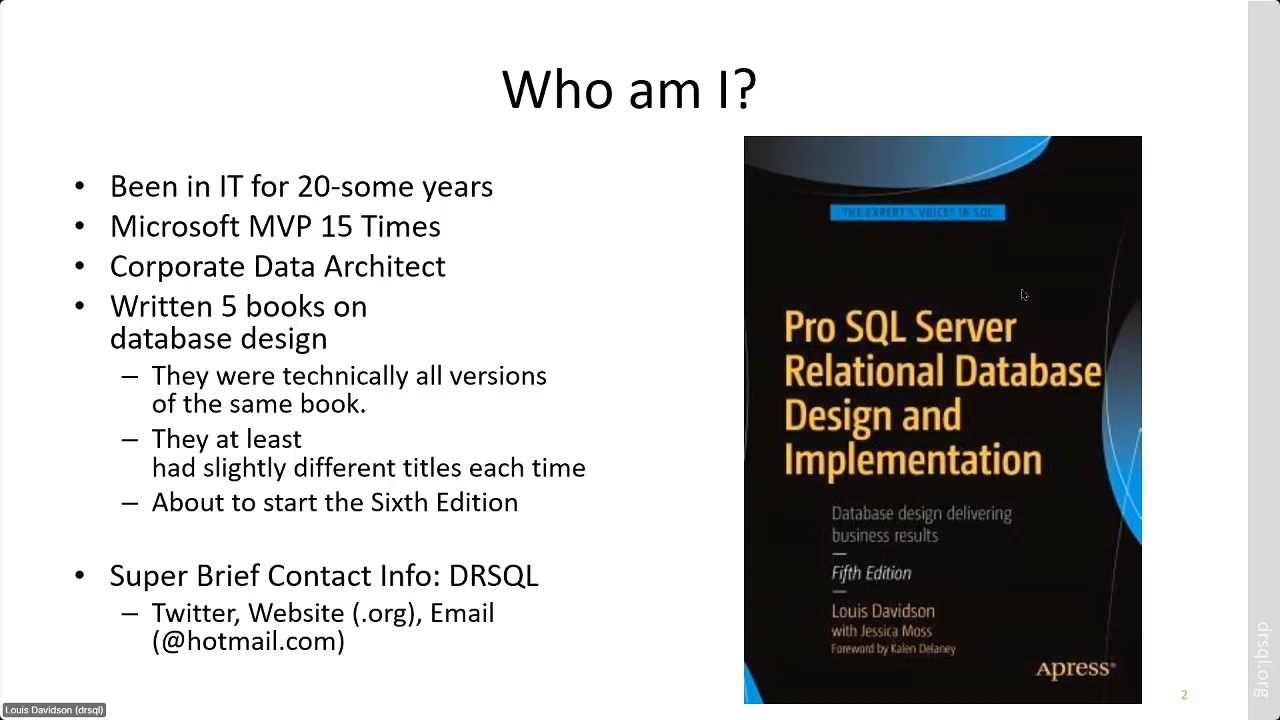 Who am I?
• Been in IT for 20-some years
• Microsoft MVP 15 Times
• Corporate Data Architect
• Written 5 books on
database design
– They were technically all versions
of the same book.
– They at least
had slightly different titles each time
– About to start the Sixth Edition
• Super Brief Contact Info: DRSQL
– Twitter, Website (.org), Email
(@hotmail.com)
THE EXPERT'S VOICE® IN SQL
Pro SQL Server
Relational Database
Design and
Implementation
Database design delivering
business results
Fifth Edition
Louis Davidson
with Jessica Moss
Foreword by Kalen Delaney
Apress®
2
drsql.org
Louis Davidson (drsql)